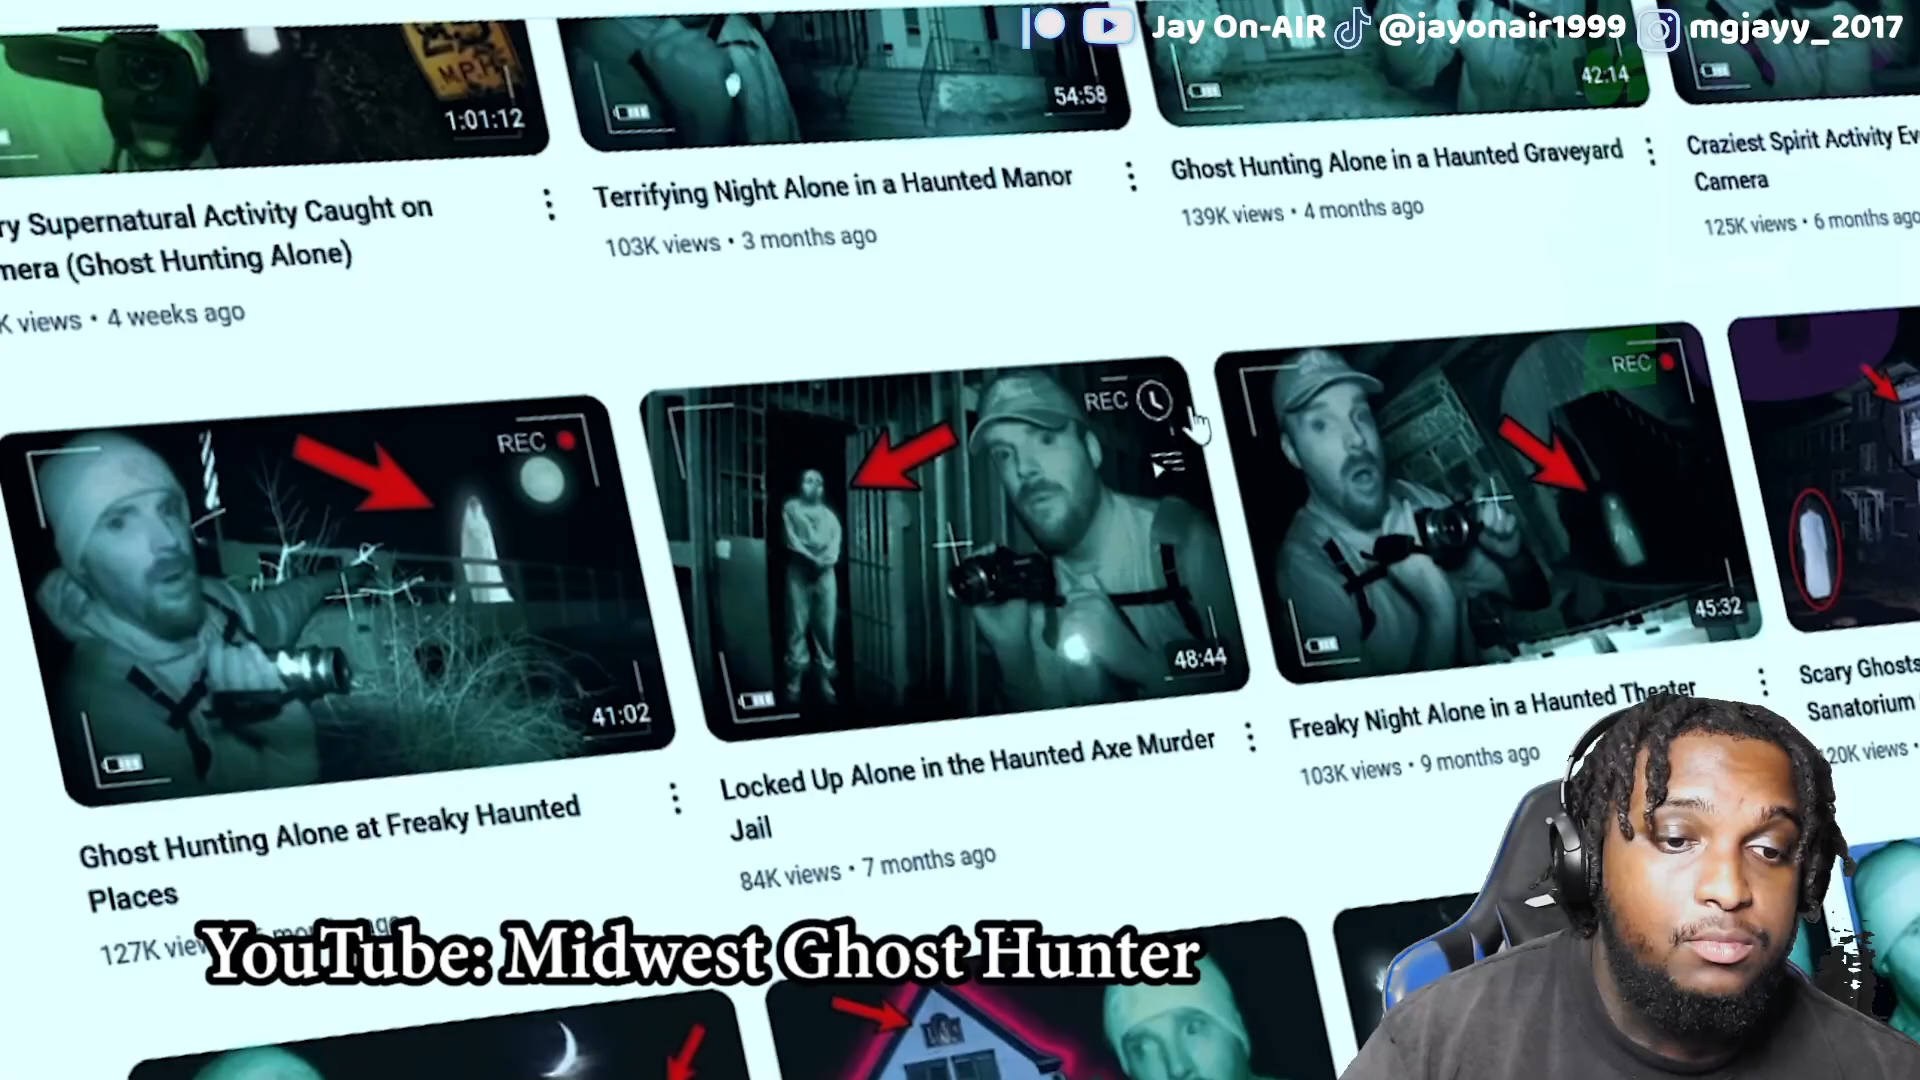 Jay On-AIR @jayonair1999 mgjayy_2017
M.P.H.
1:01:12
54:58
42:14
ry Supernatural Activity Caught on
mera (Ghost Hunting Alone)
K views • 4 weeks ago
Terrifying Night Alone in a Haunted Manor
103K views • 3 months ago
Ghost Hunting Alone in a Haunted Graveyard
139K views • 4 months ago
Craziest Spirit Activity Ev
Camera
125K views • 6 months ago
REC
41:02
REC
48:44
REC
45:32
Ghost Hunting Alone at Freaky Haunted
Places
127K view
Locked Up Alone in the Haunted Axe Murder
Jail
84K views • 7 months ago
Freaky Night Alone in a Haunted Theater
103K views • 9 months ago
Scary Ghosts
Sanatorium
20K views •
YouTube: Midwest Ghost Hunter